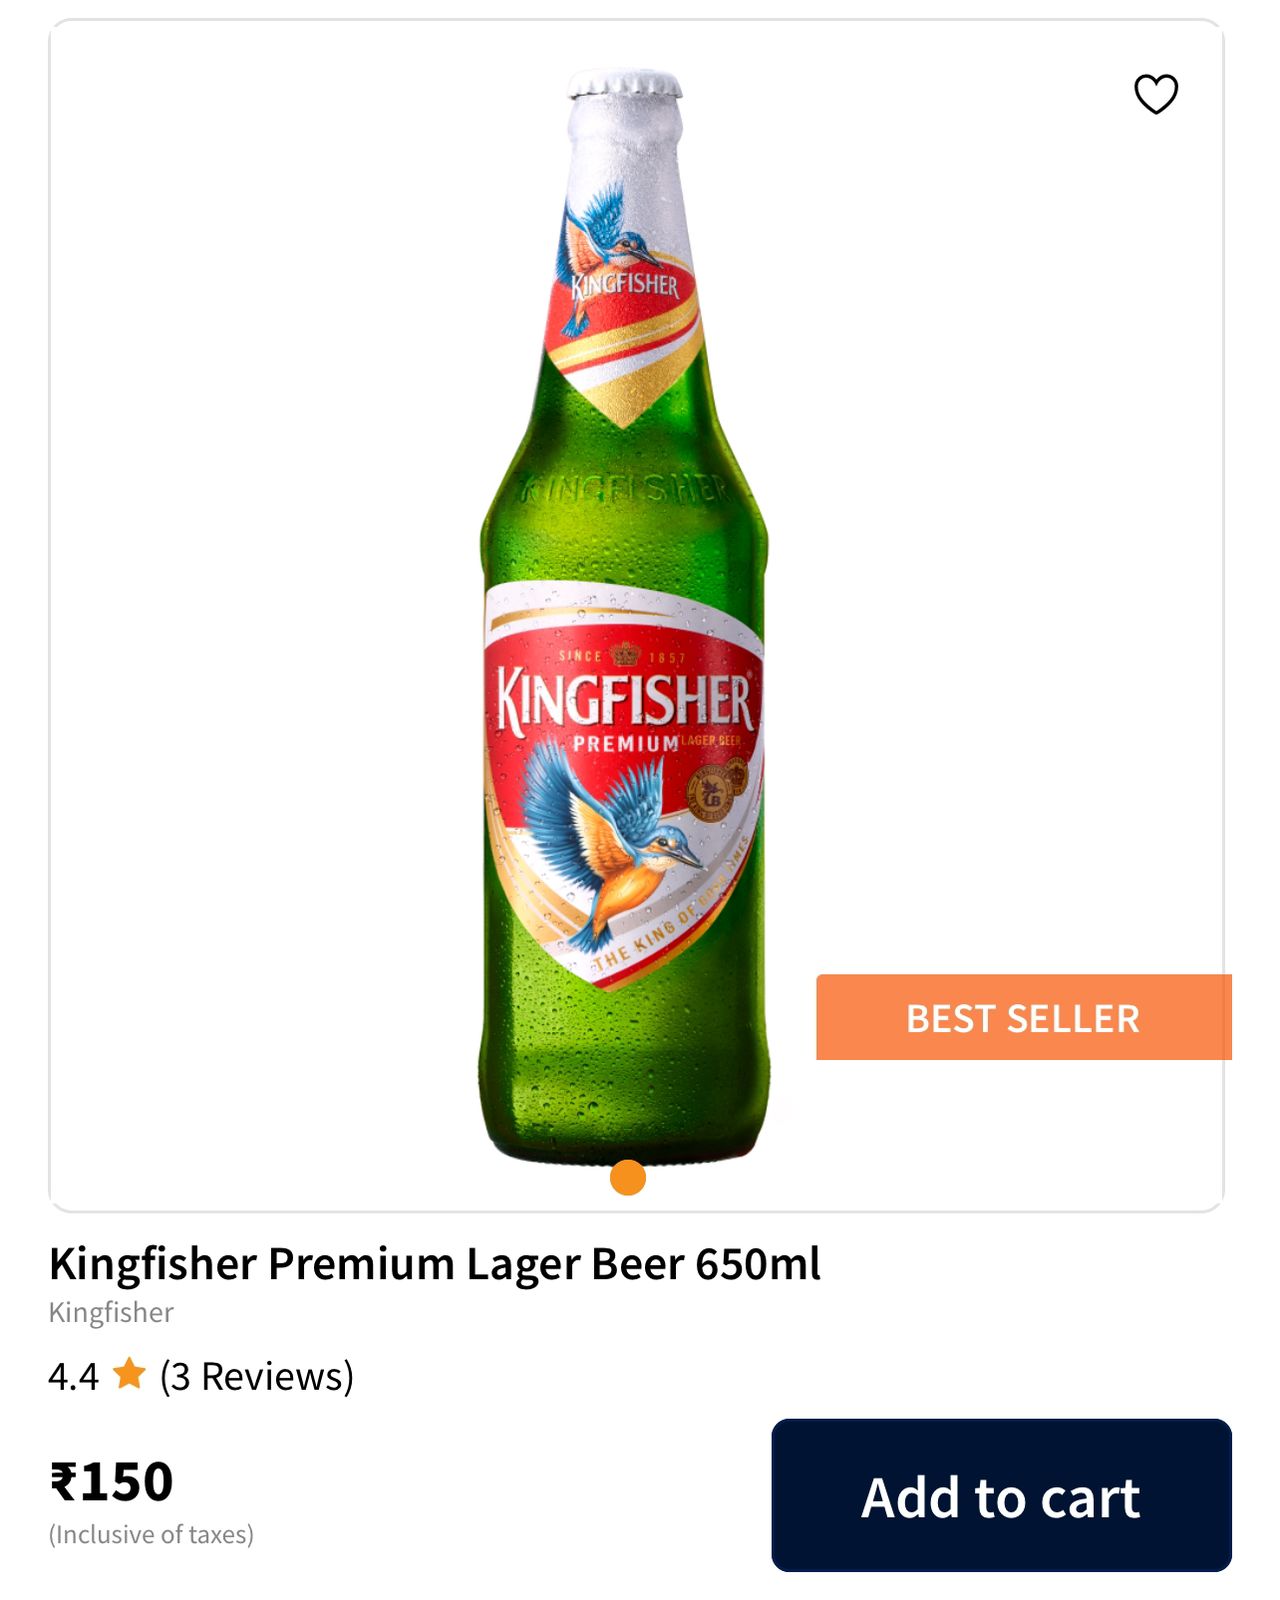 KINGFISHER
KINGFISHER
SINCE 1857
KINGFISHER
PREMIUM LAGER BEER
UB
THE KING OF GOOD TIMES
BEST SELLER
Kingfisher Premium Lager Beer 650ml
Kingfisher
4.4 ★ (3 Reviews)
₹150
(Inclusive of taxes)
Add to cart